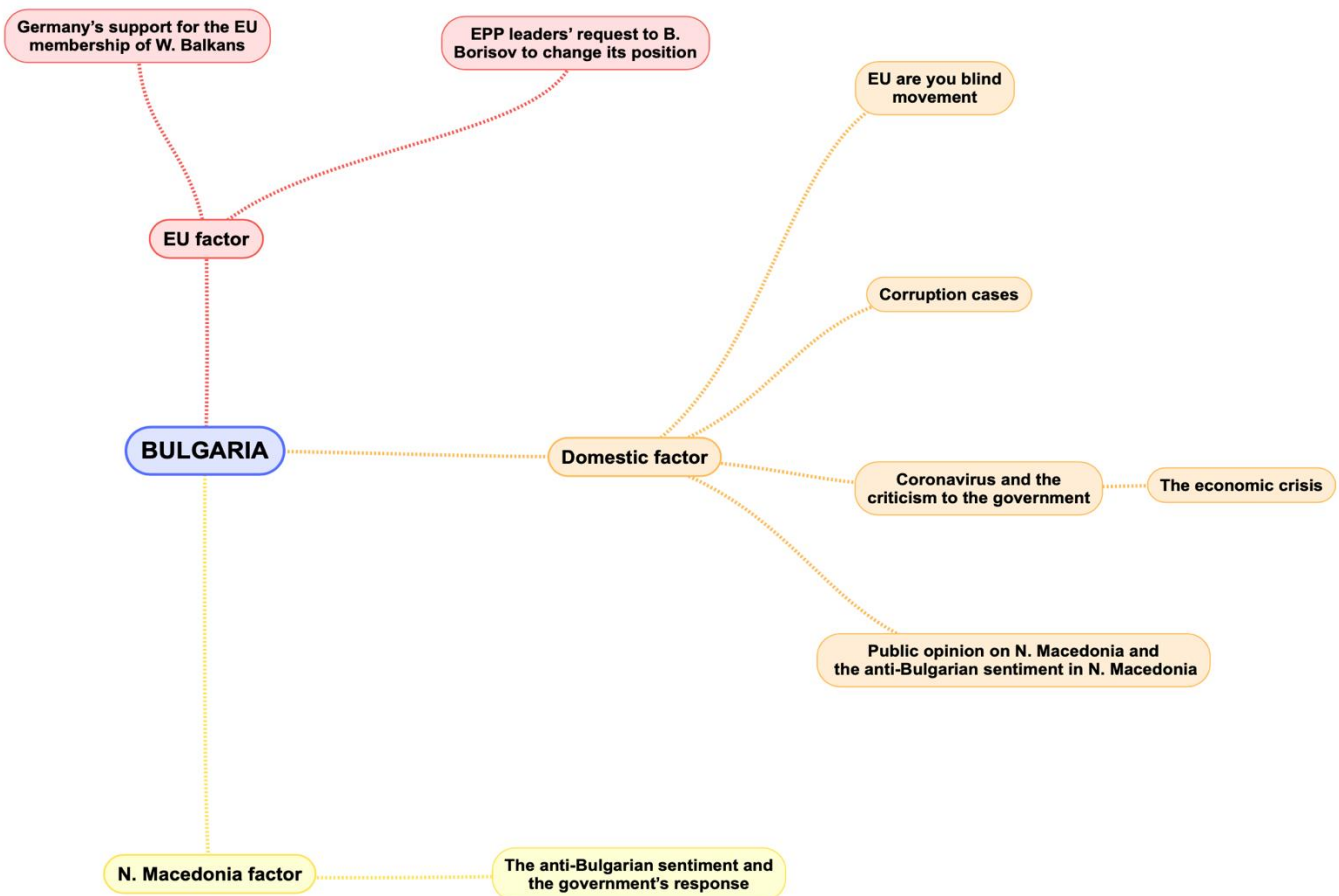 Germany’s support for the EU
membership of W. Balkans
EPP leaders’ request to B.
Borisov to change its position
EU are you blind
movement
EU factor
Corruption cases
BULGARIA
Domestic factor
Coronavirus and the
criticism to the government
The economic crisis
Public opinion on N. Macedonia and
the anti-Bulgarian sentiment in N. Macedonia
N. Macedonia factor
The anti-Bulgarian sentiment and
the government’s response